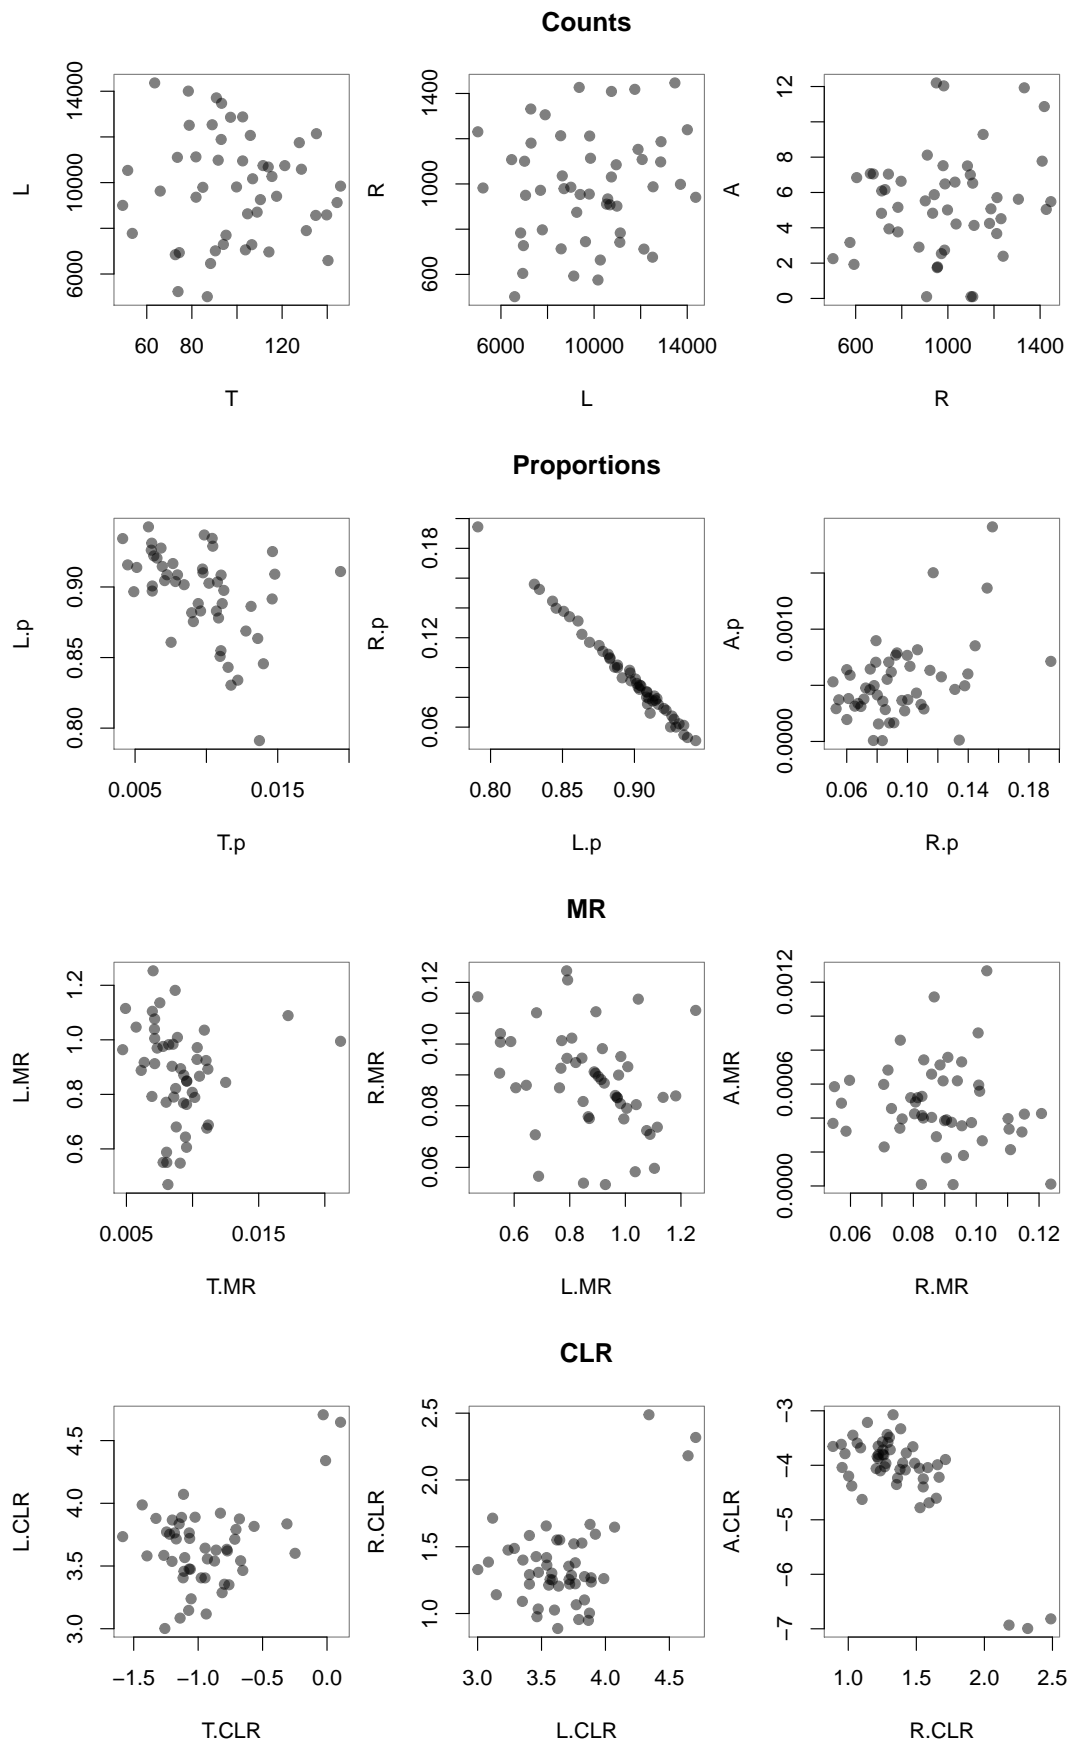 Counts
L
14000
10000
6000
60 80 120
T
R
1400
1000
600
6000 10000 14000
L
A
12
8
6
4
2
0
600 1000 1400
R
Proportions
L.p
0.90
0.85
0.80
0.005 0.015
T.p
R.p
0.18
0.12
0.06
0.80 0.85 0.90
L.p
A.p
0.0010
0.0000
0.06 0.10 0.14 0.18
R.p
MR
L.MR
1.2
1.0
0.8
0.6
0.005 0.015
T.MR
R.MR
0.12
0.10
0.08
0.06
0.6 0.8 1.0 1.2
L.MR
A.MR
0.0012
0.0006
0.0000
0.06 0.08 0.10 0.12
R.MR
CLR
L.CLR
4.5
4.0
3.5
3.0
−1.5 −1.0 −0.5 0.0
T.CLR
R.CLR
2.5
2.0
1.5
1.0
3.0 3.5 4.0 4.5
L.CLR
A.CLR
−3
−4
−5
−6
−7
1.0 1.5 2.0 2.5
R.CLR